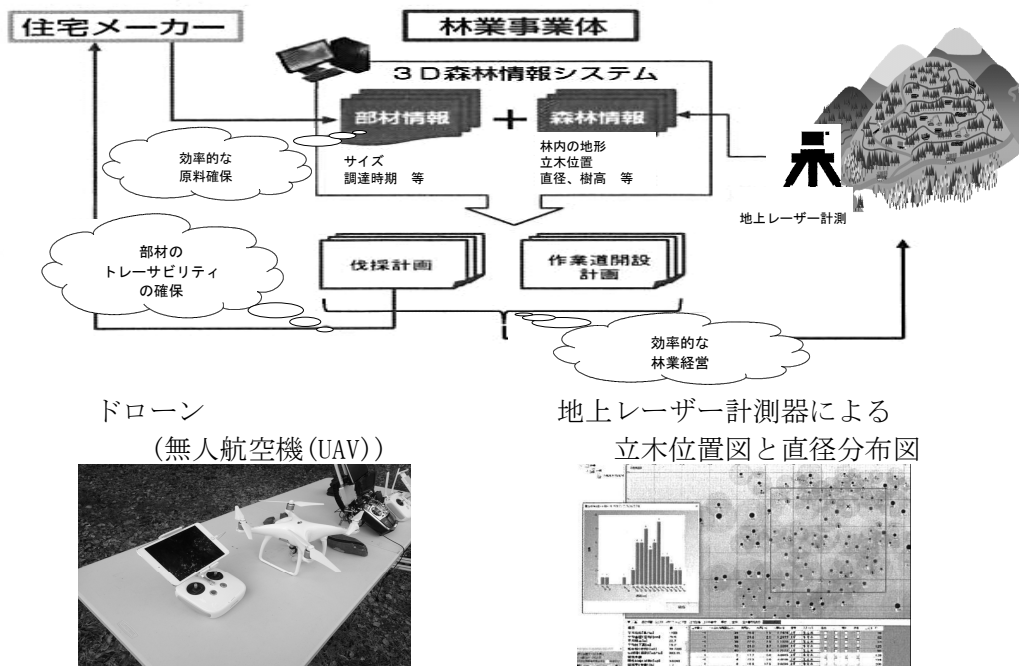 住宅メーカー
林業事業体
3D森林情報システム
部材情報
+
森林情報
サイズ
調達時期 等
林内の地形
立木位置
直径、樹高 等
効率的な
原料確保
地上レーザー計測
部材の
トレーサビリティ
の確保
伐採計画
作業道開設
計画
効率的な
林業経営
ドローン
(無人航空機(UAV))
地上レーザー計測器による
立木位置図と直径分布図